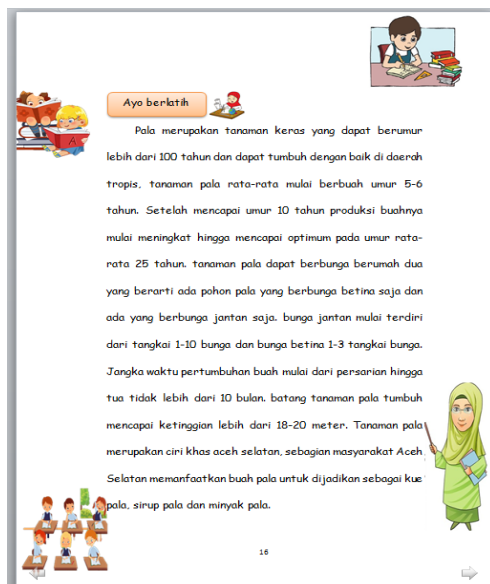 Ayo berlatih
Pala merupakan tanaman keras yang dapat berumur
lebih dari 100 tahun dan dapat tumbuh dengan baik di daerah
tropis, tanaman pala rata-rata mulai berbuah umur 5-6
tahun. Setelah mencapai umur 10 tahun produksi buahnya
mulai meningkat hingga mencapai optimum pada umur rata-
rata 25 tahun. tanaman pala dapat berbunga berumah dua
yang berarti ada pohon pala yang berbunga betina saja dan
ada yang berbunga jantan saja. bunga jantan mulai terdiri
dari tangkai 1-10 bunga dan bunga betina 1-3 tangkai bunga.
Jangka waktu pertumbuhan buah mulai dari persarian hingga
tua tidak lebih dari 10 bulan. batang tanaman pala tumbuh
mencapai ketinggian lebih dari 18-20 meter. Tanaman pala
merupakan ciri khas aceh selatan, sebagian masyarakat Aceh
Selatan memanfaatkan buah pala untuk dijadikan sebagai kue
pala, sirup pala dan minyak pala.
16